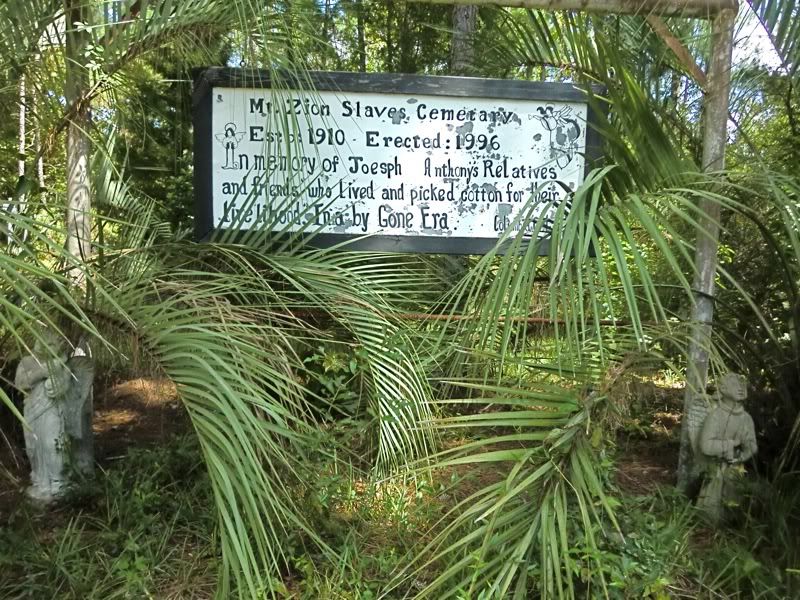 Mt. Zion Slaves Cemetary
Est: 1910 - Erected: 1996
In memory of Joesph Anthony's Relatives
and friends who Lived and picked cotton for their
livelihood In a by Gone Era.